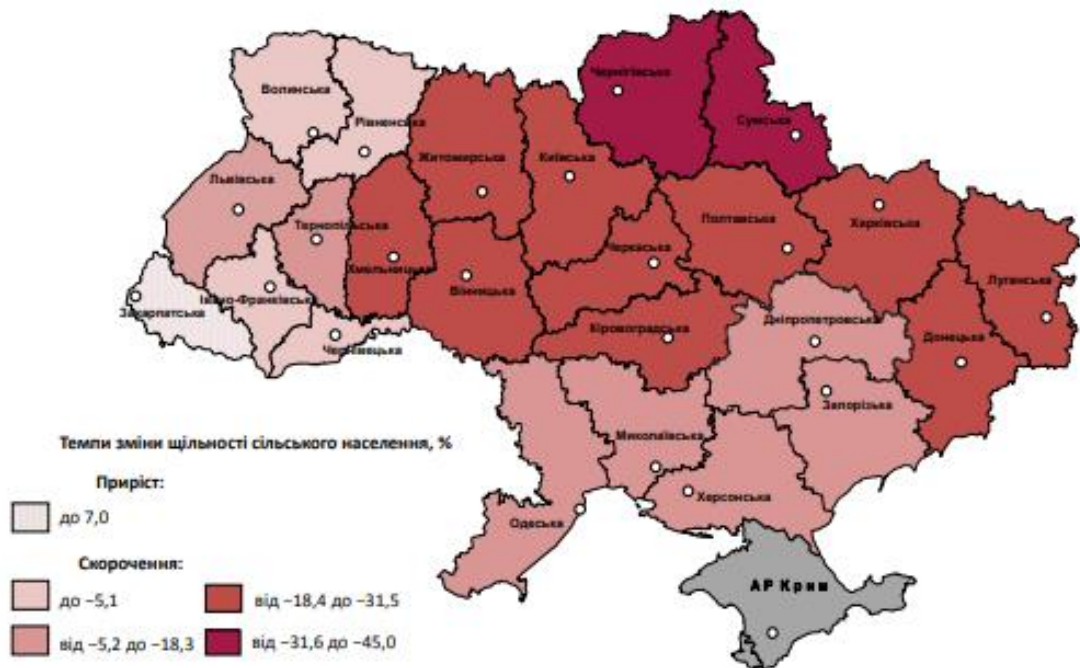 Чернігівська
Волинська
Рівненська
Сумська
Житомирська
Київська
Львівська
Полтавська
Харківська
Тернопільська
Черкаська
Хмельницька
Луганська
Вінницька
Івано-Франківська
Закарпатська
Дніпропетровська
Кіровоградська
Донецька
Чернівецька
Запорізька
Миколаївська
Херсонська
Одеська
АР Крим
Темпи зміни щільності сільського населення, %
Приріст:
до 7,0
Скорочення:
до −5,1
від −18,4 до −31,5
від −5,2 до −18,3
від −31,6 до −45,0